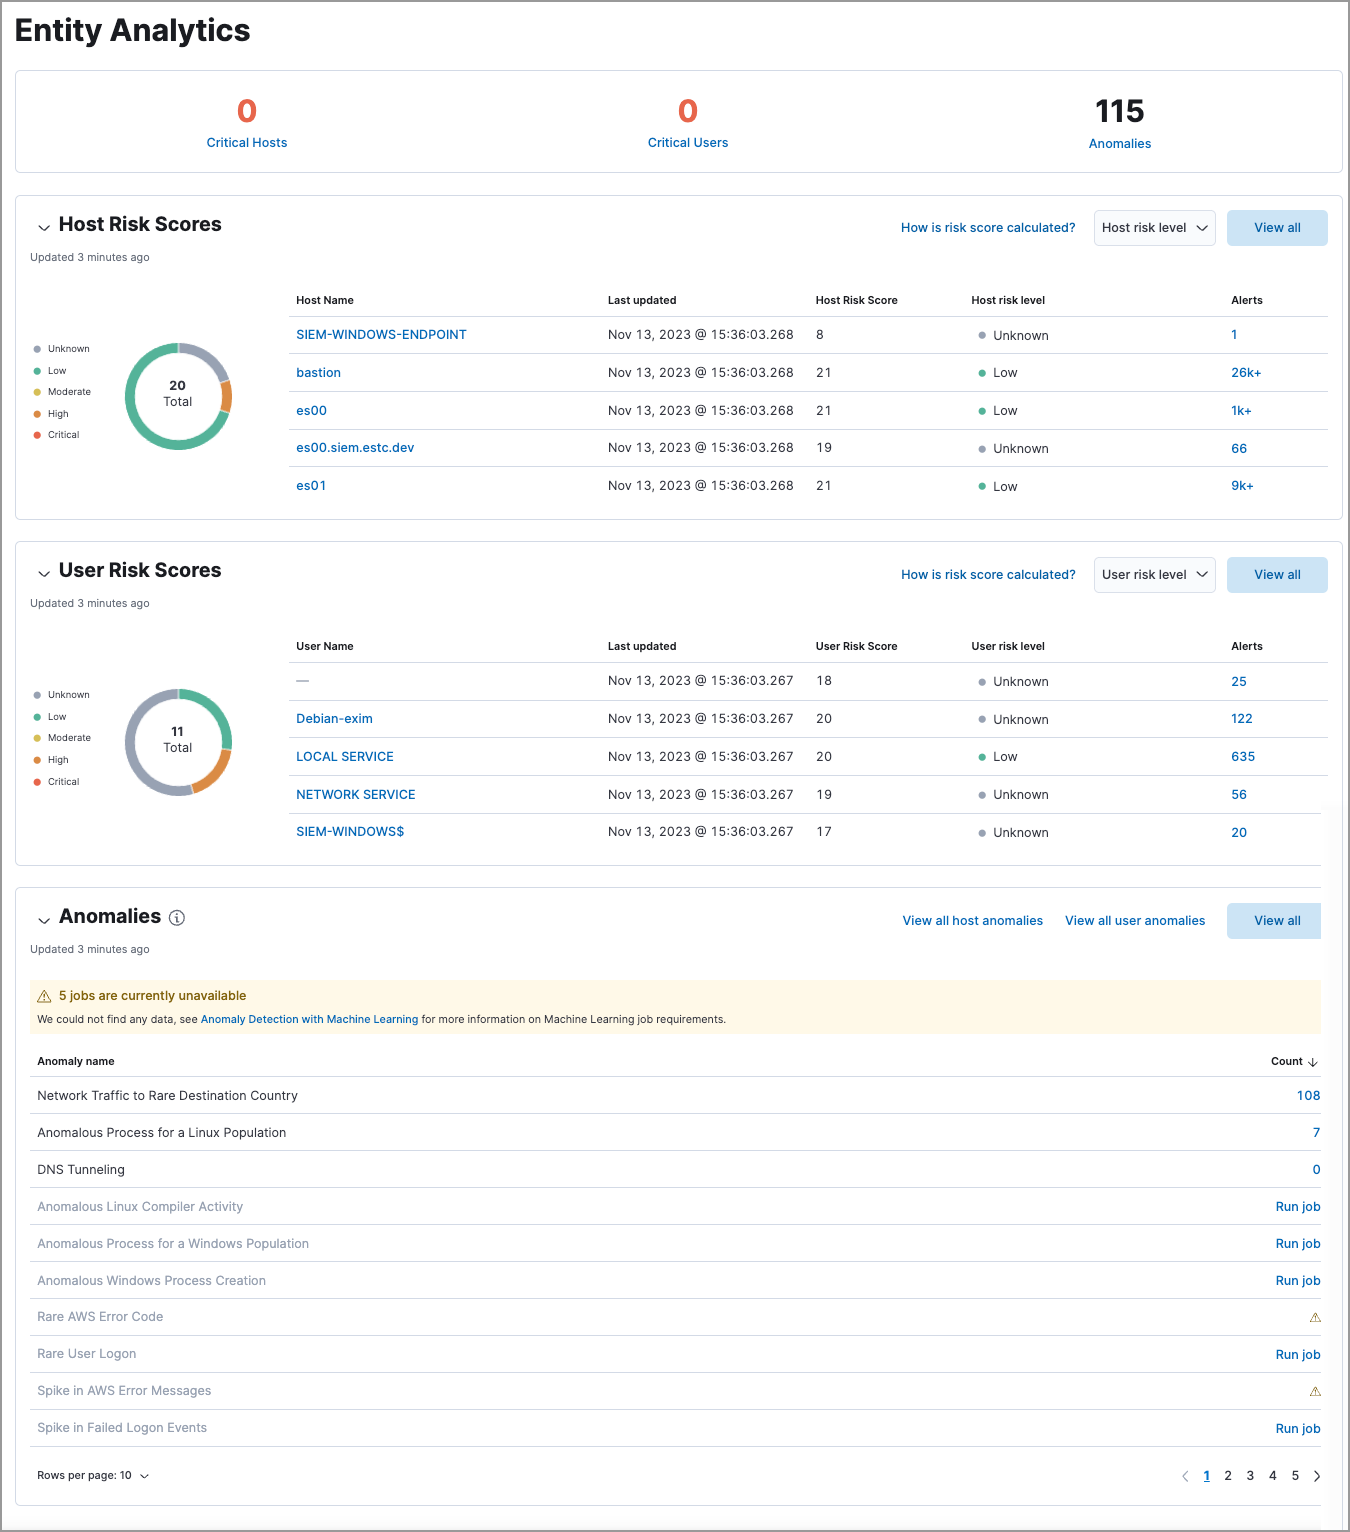 Entity Analytics
0 0 115
Critical Hosts Critical Users Anomalies
Host Risk Scores How is risk score calculated? Host risk level View all
Updated 3 minutes ago
Host Name Last updated Host Risk Score Host risk level Alerts
SIEM-WINDOWS-ENDPOINT Nov 13, 2023 @ 15:36:03.268 8 Unknown 1
bastion Nov 13, 2023 @ 15:36:03.268 21 Low 26k+
es00 Nov 13, 2023 @ 15:36:03.268 21 Low 1k+
es00.siem.estc.dev Nov 13, 2023 @ 15:36:03.268 19 Unknown 66
es01 Nov 13, 2023 @ 15:36:03.268 21 Low 9k+
Unknown
Low
Moderate
High
Critical
20
Total
User Risk Scores How is risk score calculated? User risk level View all
Updated 3 minutes ago
User Name Last updated User Risk Score User risk level Alerts
— Nov 13, 2023 @ 15:36:03.267 18 Unknown 25
Debian-exim Nov 13, 2023 @ 15:36:03.267 20 Unknown 122
LOCAL SERVICE Nov 13, 2023 @ 15:36:03.267 20 Low 635
NETWORK SERVICE Nov 13, 2023 @ 15:36:03.267 19 Unknown 56
SIEM-WINDOWS$ Nov 13, 2023 @ 15:36:03.267 17 Unknown 20
Unknown
Low
Moderate
High
Critical
11
Total
Anomalies View all host anomalies View all user anomalies View all
Updated 3 minutes ago
5 jobs are currently unavailable
We could not find any data, see Anomaly Detection with Machine Learning for more information on Machine Learning job requirements.
Anomaly name Count
Network Traffic to Rare Destination Country 108
Anomalous Process for a Linux Population 7
DNS Tunneling 0
Anomalous Linux Compiler Activity Run job
Anomalous Process for a Windows Population Run job
Anomalous Windows Process Creation Run job
Rare AWS Error Code
Rare User Logon Run job
Spike in AWS Error Messages
Spike in Failed Logon Events Run job
Rows per page: 10 1 2 3 4 5